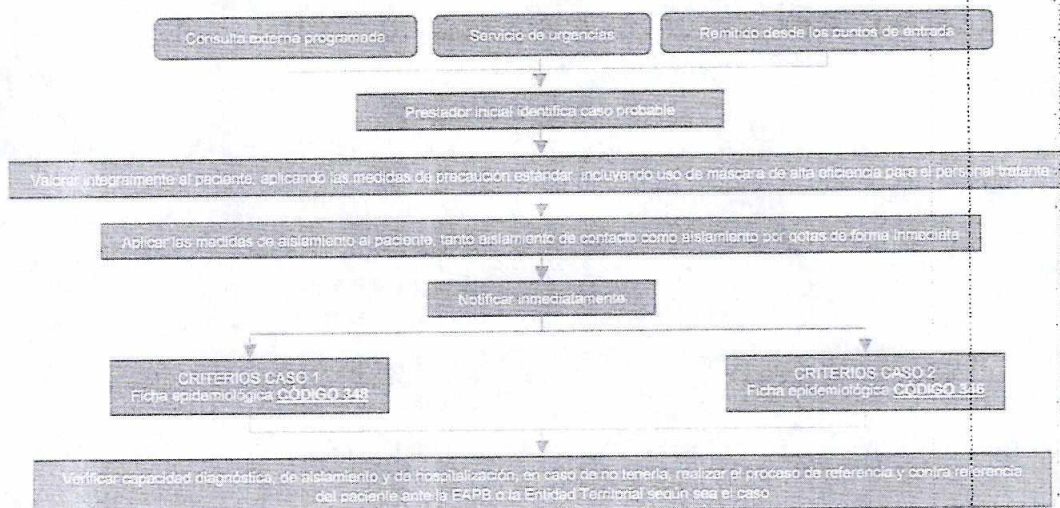 Consulta externa programada
Servicio de urgencias
Remitido desde los puntos de entrada
Prestador inicial identifica caso probable
Valorar integralmente al paciente, aplicando las medidas de precaución estándar, incluyendo uso de máscara de alta eficiencia para el personal tratante
Aplicar las medidas de aislamiento al paciente, tanto aislamiento de contacto como aislamiento por gotas de forma inmediata
Notificar inmediatamente
CRITERIOS CASO 1
Ficha epidemiológica CÓDIGO 348
CRITERIOS CASO 2
Ficha epidemiológica CÓDIGO 346
Verificar capacidad diagnóstica, de aislamiento y de hospitalización, en caso de no tenerla, realizar el proceso de referencia y contra referencia
del paciente ante la EAPB o la Entidad Territorial según sea el caso